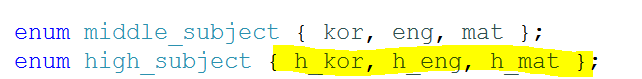 enum middle_subject { kor, eng, mat };
enum high_subject { h_kor, h_eng, h_mat };